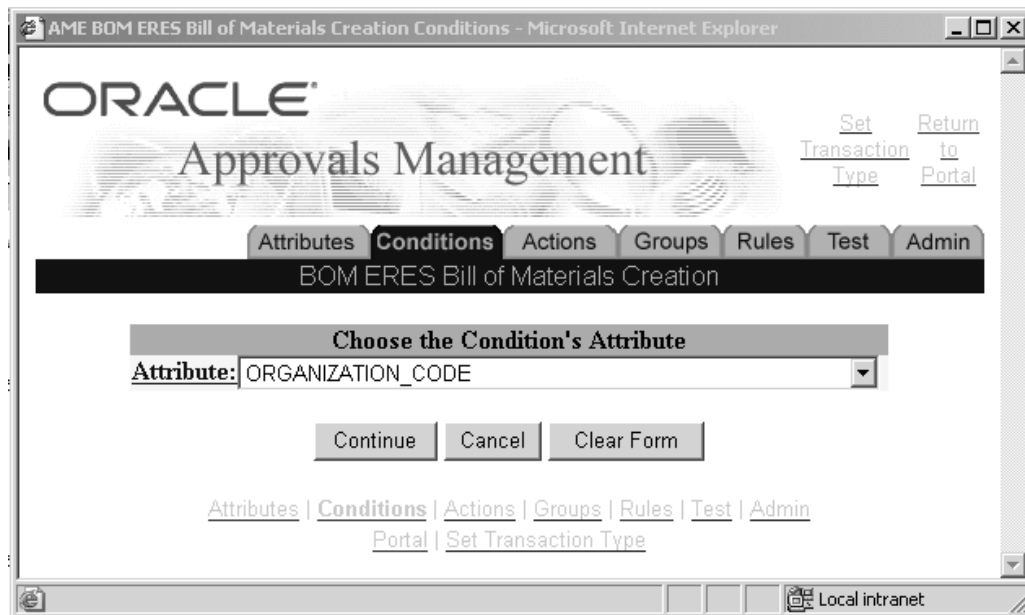 AME BOM ERES Bill of Materials Creation Conditions - Microsoft Internet Explorer
ORACLE
Approvals Management
Set Transaction Type
Return to Portal
Attributes Conditions Actions Groups Rules Test Admin
BOM ERES Bill of Materials Creation
Choose the Condition's Attribute
Attribute: ORGANIZATION_CODE
Continue Cancel Clear Form
Attributes | Conditions | Actions | Groups | Rules | Test | Admin
Portal | Set Transaction Type
Local intranet